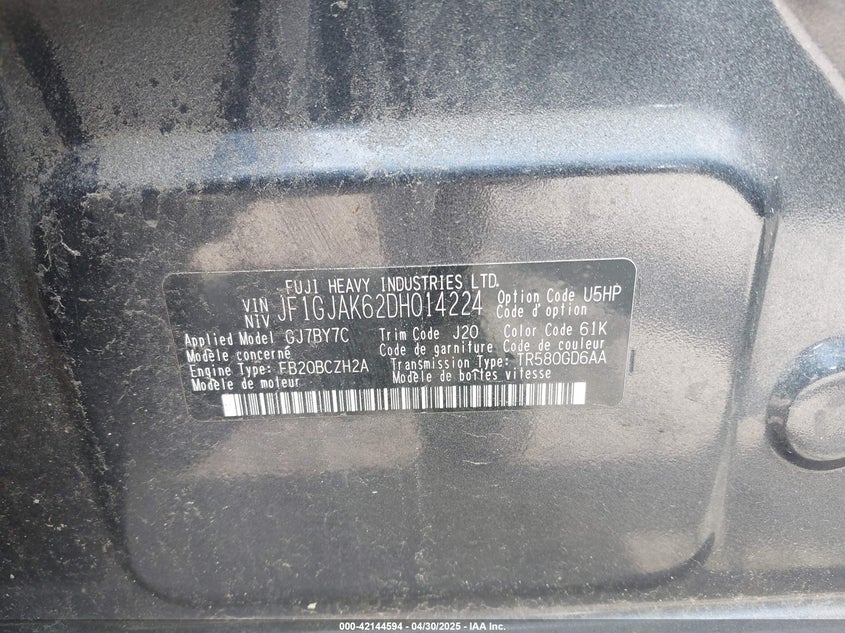 FUJI HEAVY INDUSTRIES LTD.
VIN NIV JF1GJAK62DH014224 Option Code U5HP
Code d'option
Applied Model GJ7BY7C Trim Code J20 Color Code 61K
Modèle concerné Code de garniture Code de couleur
Engine Type: FB20BCZH2A Transmission Type: TR580GD6AA
Modèle de moteur Modèle de boîtes vitesse
000-42144594 - 04/30/2025 - IAA Inc.